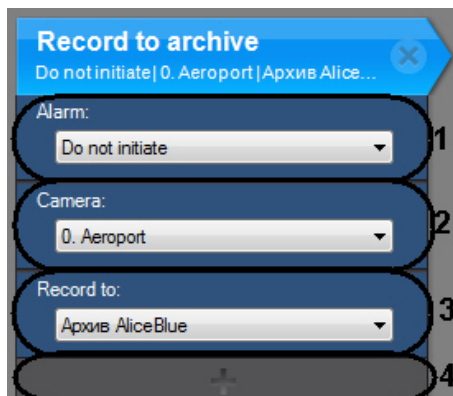 Record to archive
Do not initiate| 0. Aeroport|Архив Alice...
Alarm:
Do not initiate
1
Camera:
0. Aeroport
2
Record to:
Архив AliceBlue
3
+
4